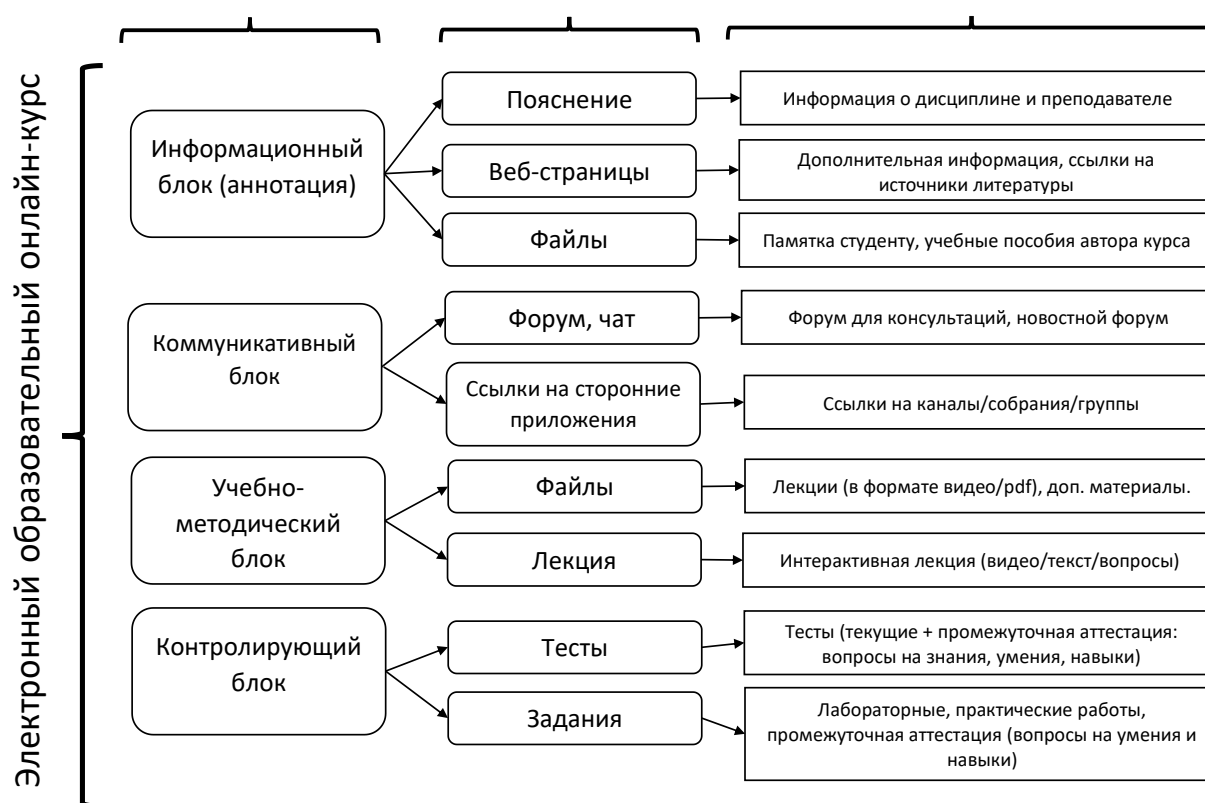 Электронный образовательный онлайн-курс
Информационный
блок (аннотация)
Пояснение
Информация о дисциплине и преподавателе
Веб-страницы
Дополнительная информация, ссылки на
источники литературы
Файлы
Памятка студенту, учебные пособия автора курса
Коммуникативный
блок
Форум, чат
Форум для консультаций, новостной форум
Ссылки на сторонние
приложения
Ссылки на каналы/собрания/группы
Учебно-
методический
блок
Файлы
Лекции (в формате видео/pdf), доп. материалы.
Лекция
Интерактивная лекция (видео/текст/вопросы)
Контролирующий
блок
Тесты
Тесты (текущие + промежуточная аттестация:
вопросы на знания, умения, навыки)
Задания
Лабораторные, практические работы,
промежуточная аттестация (вопросы на умения и
навыки)